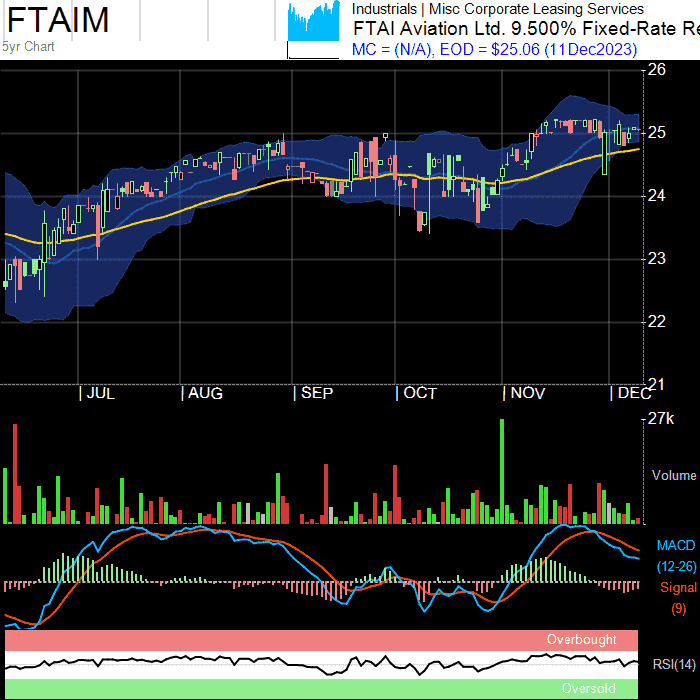 FTAIM
5yr Chart
Industrials | Misc Corporate Leasing Services
FTAI Aviation Ltd. 9.500% Fixed-Rate Re
MC = (N/A), EOD = $25.06 (11Dec2023)
26
25
24
23
22
21
| JUL | AUG | SEP | OCT | NOV | DEC
27k
Volume
MACD
(12-26)
Signal
(9)
Overbought
RSI(14)
Oversold